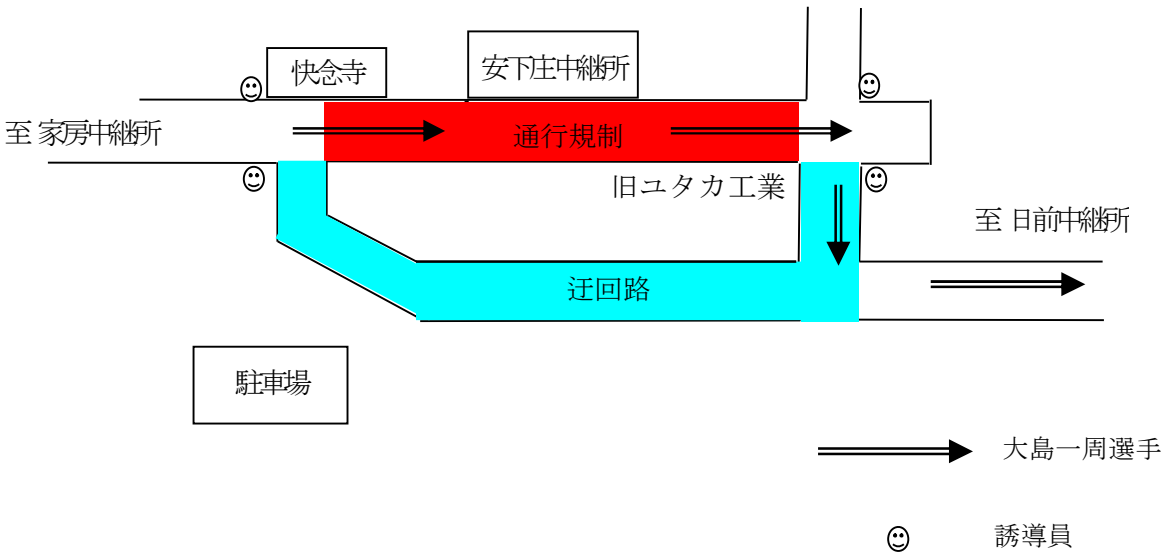 快念寺
安下庄中継所
至 家房中継所
通行規制
旧ユタカ工業
至 日前中継所
迂回路
駐車場
大島一周選手
誘導員